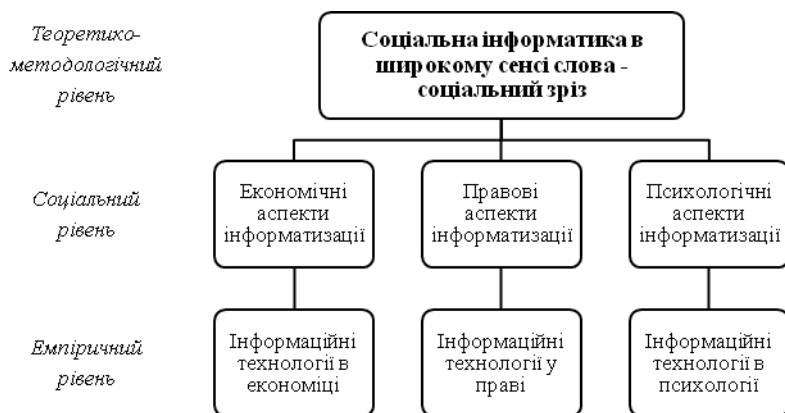 Теоретико-
методологічний
рівень
Соціальна інформатика в
широкому сенсі слова -
соціальний зріз
Соціальний
рівень
Економічні
аспекти
інформатизації
Правові
аспекти
інформатизації
Психологічні
аспекти
інформатизації
Емпіричний
рівень
Інформаційні
технології в
економіці
Інформаційні
технології у
праві
Інформаційні
технології в
психології